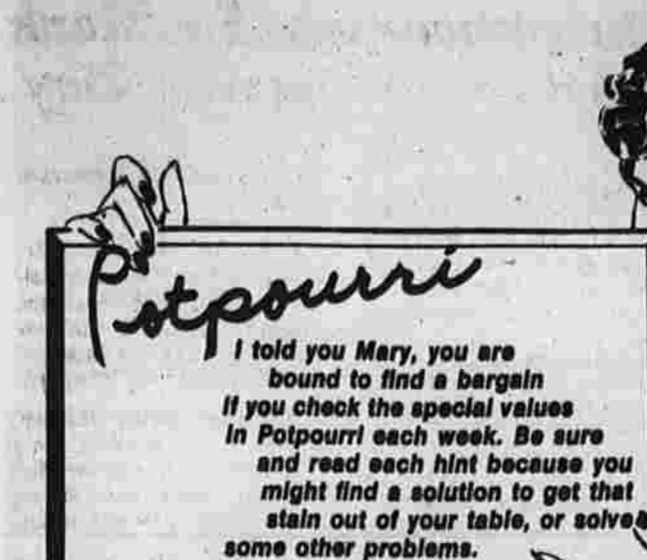 Potpourri
I told you Mary, you are
bound to find a bargain
if you check the special values
in Potpourri each week. Be sure
and read each hint because you
might find a solution to get that
stain out of your table, or solve
some other problems.